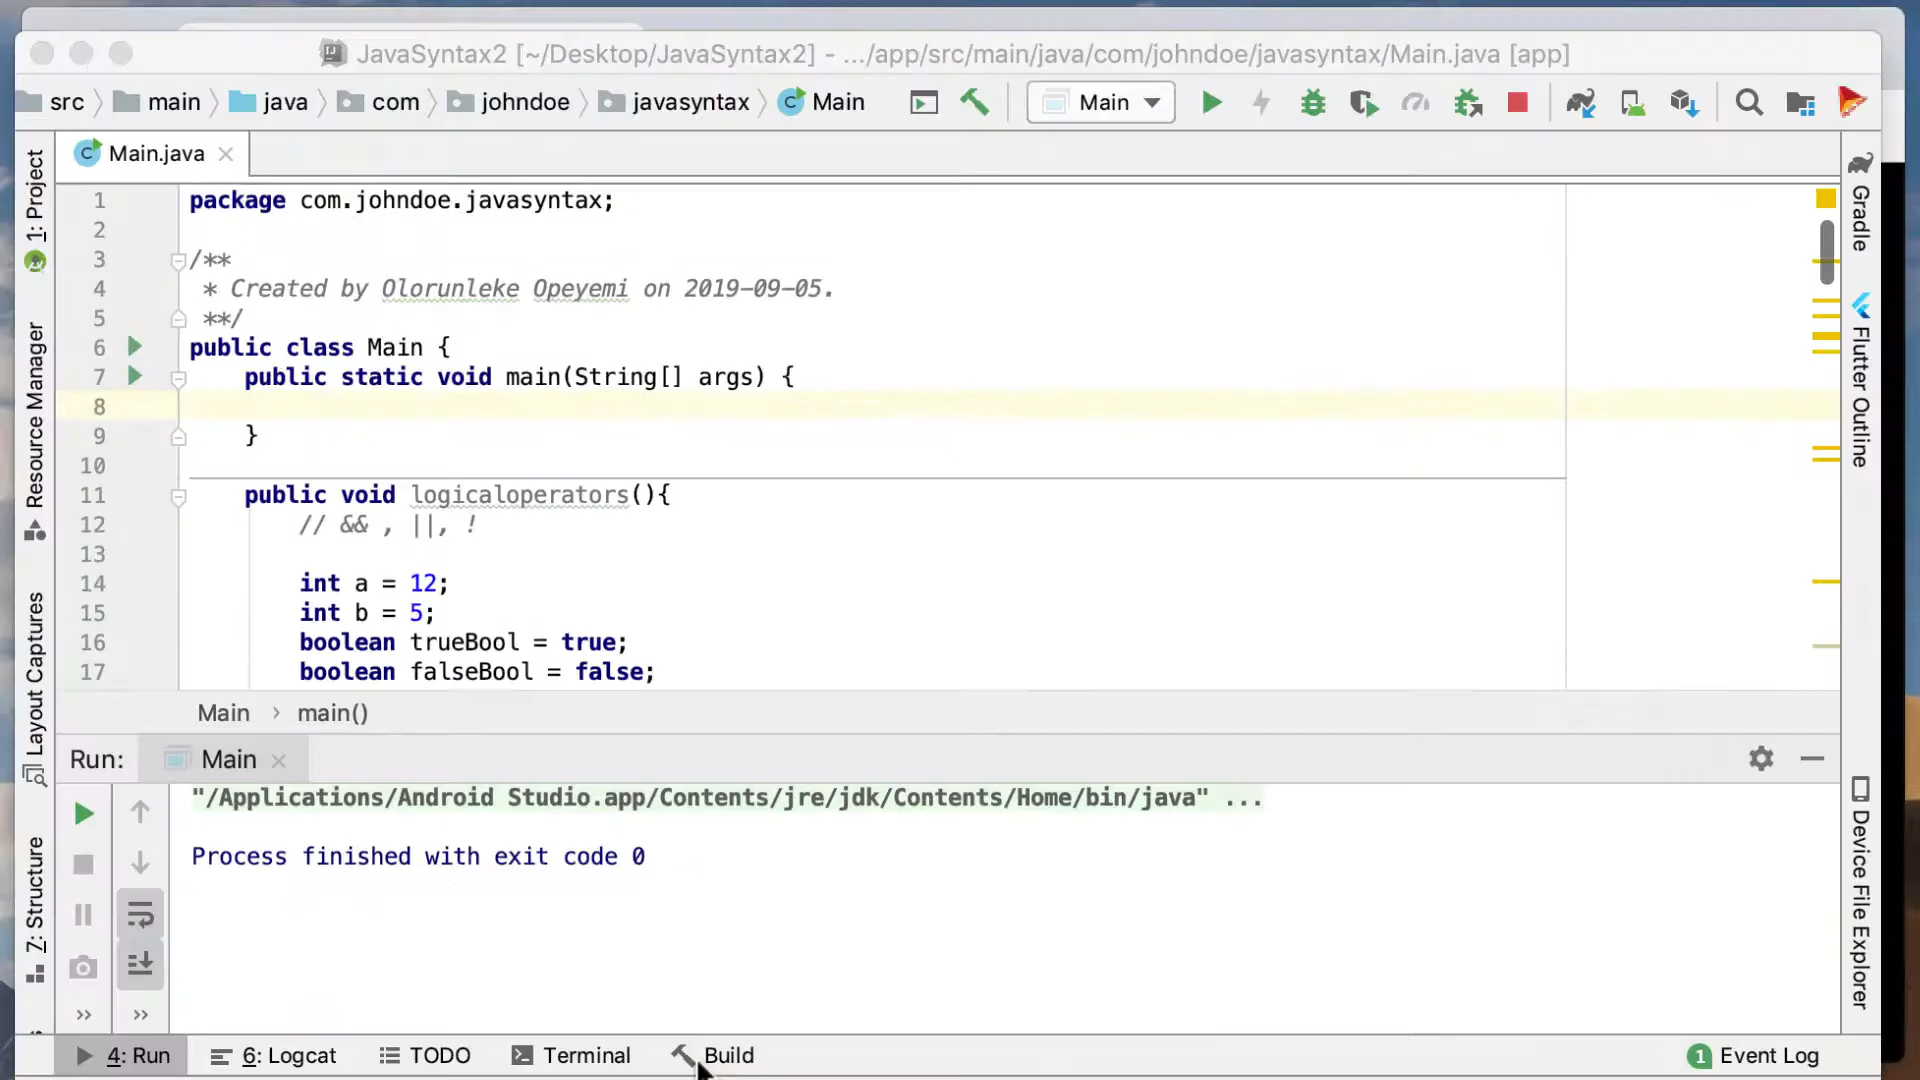 JavaSyntax2 [~/Desktop/JavaSyntax2] - .../app/src/main/java/com/johndoe/javasyntax/Main.java [app]
src main java com johndoe javasyntax Main Main
Main.java
1 package com.johndoe.javasyntax;
2
3 /**
4 * Created by Olorunleke Opeyemi on 2019-09-05.
5 **/
6 public class Main {
7 public static void main(String[] args) {
8
9 }
10
11 public void logicaloperators(){
12 // && , ||, !
13
14 int a = 12;
15 int b = 5;
16 boolean trueBool = true;
17 boolean falseBool = false;
Main › main()
Run: Main
"/Applications/Android Studio.app/Contents/jre/jdk/Contents/Home/bin/java" ...
Process finished with exit code 0
4: Run 6: Logcat TODO Terminal Build 1 Event Log
1: Project
Resource Manager
Layout Captures
7: Structure
Gradle
Flutter Outline
Device File Explorer